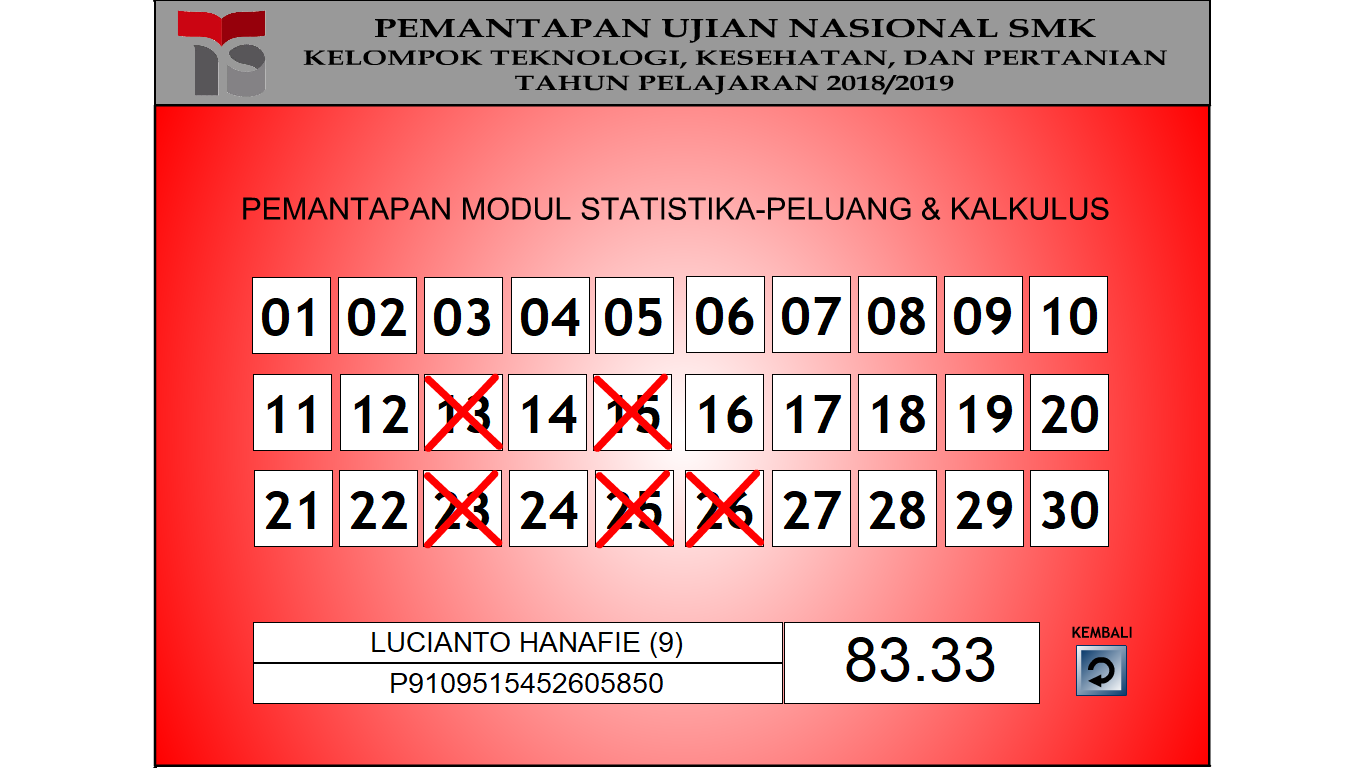 PEMANTAPAN UJIAN NASIONAL SMK
KELOMPOK TEKNOLOGI, KESEHATAN, DAN PERTANIAN
TAHUN PELAJARAN 2018/2019
PEMANTAPAN MODUL STATISTIKA-PELUANG & KALKULUS
01 02 03 04 05 06 07 08 09 10
11 12 13 14 15 16 17 18 19 20
21 22 23 24 25 26 27 28 29 30
LUCIANTO HANAFIE (9)
P9109515452605850
83.33
KEMBALI